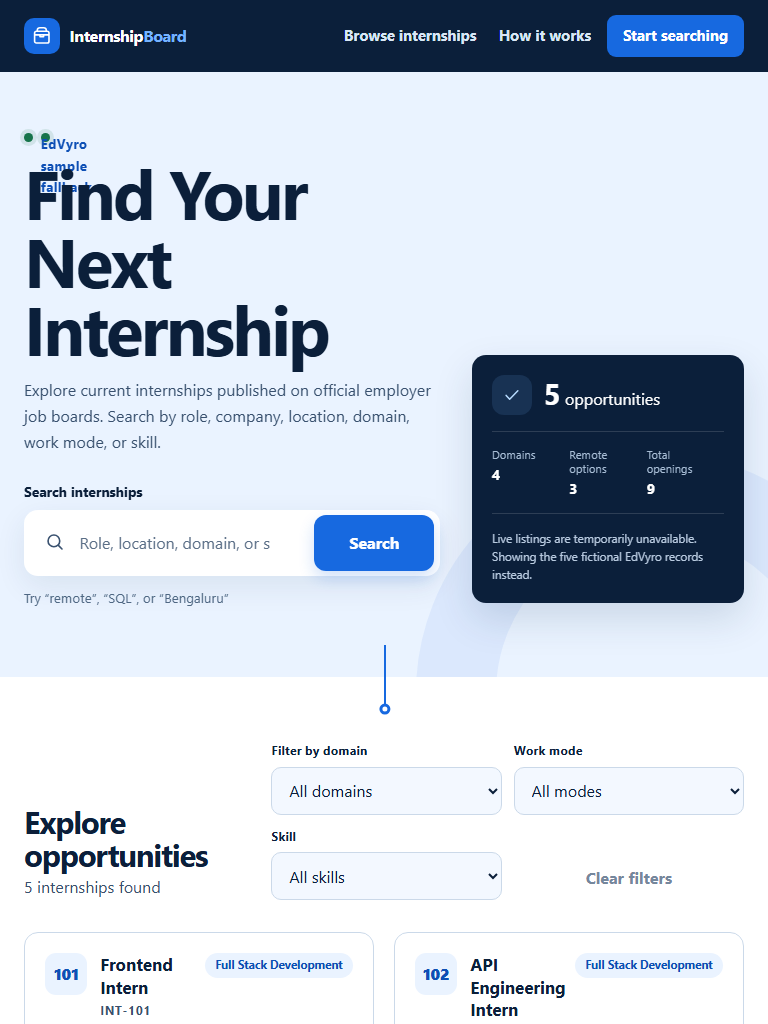 InternshipBoard
Browse internships
How it works
Start searching
EdVyro
sample
fallback
Find Your
Next
Internship
Explore current internships published on official employer
job boards. Search by role, company, location, domain,
work mode, or skill.
Search internships
Role, location, domain, or s
Search
Try “remote”, “SQL”, or “Bengaluru”
5 opportunities
Domains
4
Remote
options
3
Total
openings
9
Live listings are temporarily unavailable.
Showing the five fictional EdVyro records
instead.
Explore
opportunities
5 internships found
Filter by domain
All domains
Work mode
All modes
Skill
All skills
Clear filters
101
Frontend
Intern
INT-101
Full Stack Development
102
API
Engineering
Intern
Full Stack Development